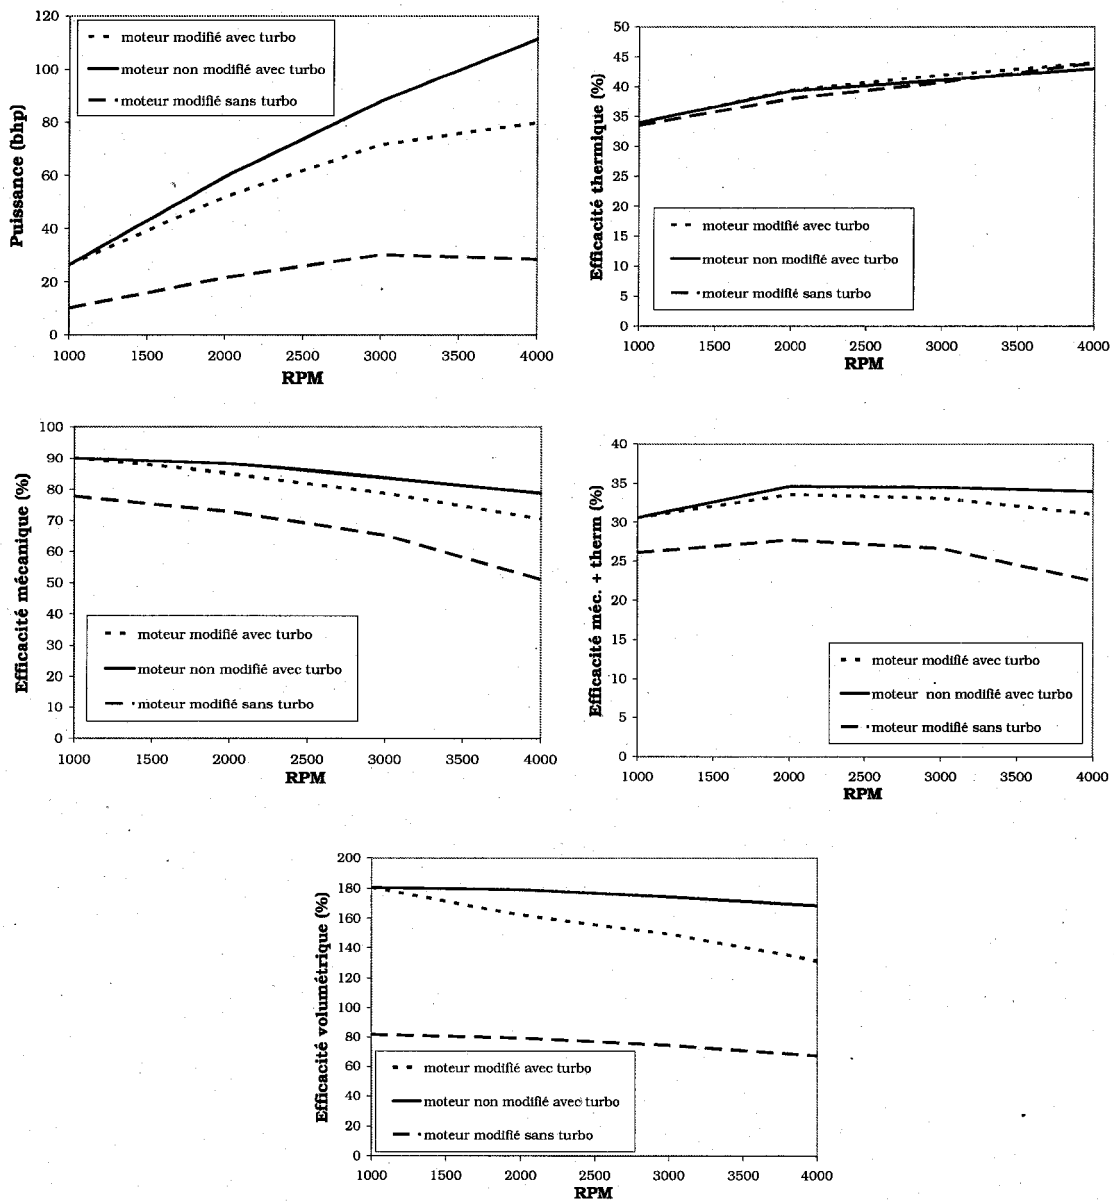 Puissance (bhp)
120
100
80
60
40
20
0
moteur modifié avec turbo
moteur non modifié avec turbo
moteur modifié sans turbo
1000 1500 2000 2500 3000 3500 4000
RPM
Efficacité thermique (%)
50
45
40
35
30
25
20
15
10
5
0
moteur modifié avec turbo
moteur non modifié avec turbo
moteur modifié sans turbo
1000 1500 2000 2500 3000 3500 4000
RPM
Efficacité mécanique (%)
100
90
80
70
60
50
40
30
20
10
0
moteur modifié avec turbo
moteur non modifié avec turbo
moteur modifié sans turbo
1000 1500 2000 2500 3000 3500 4000
RPM
Efficacité méc. + therm (%)
40
35
30
25
20
15
10
5
0
moteur modifié avec turbo
moteur non modifié avec turbo
moteur modifié sans turbo
1000 1500 2000 2500 3000 3500 4000
RPM
Efficacité volumétrique (%)
200
180
160
140
120
100
80
60
40
20
0
moteur modifié avec turbo
moteur non modifié avec turbo
moteur modifié sans turbo
1000 1500 2000 2500 3000 3500 4000
RPM